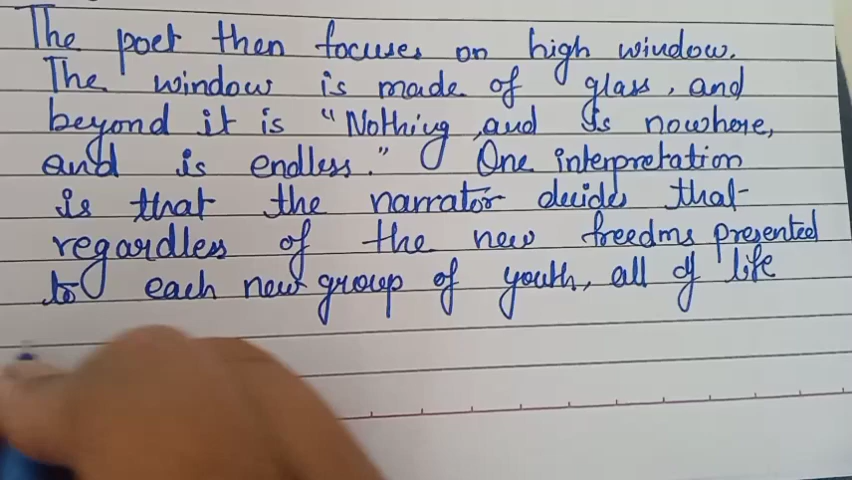 The poet then focuses on high window.
The window is made of glass, and
beyond it is "Nothing, and Is nowhere,
and is endless." One interpretation
is that the narrator decides that
regardless of the new freedms presented
to each new group of youth, all of life